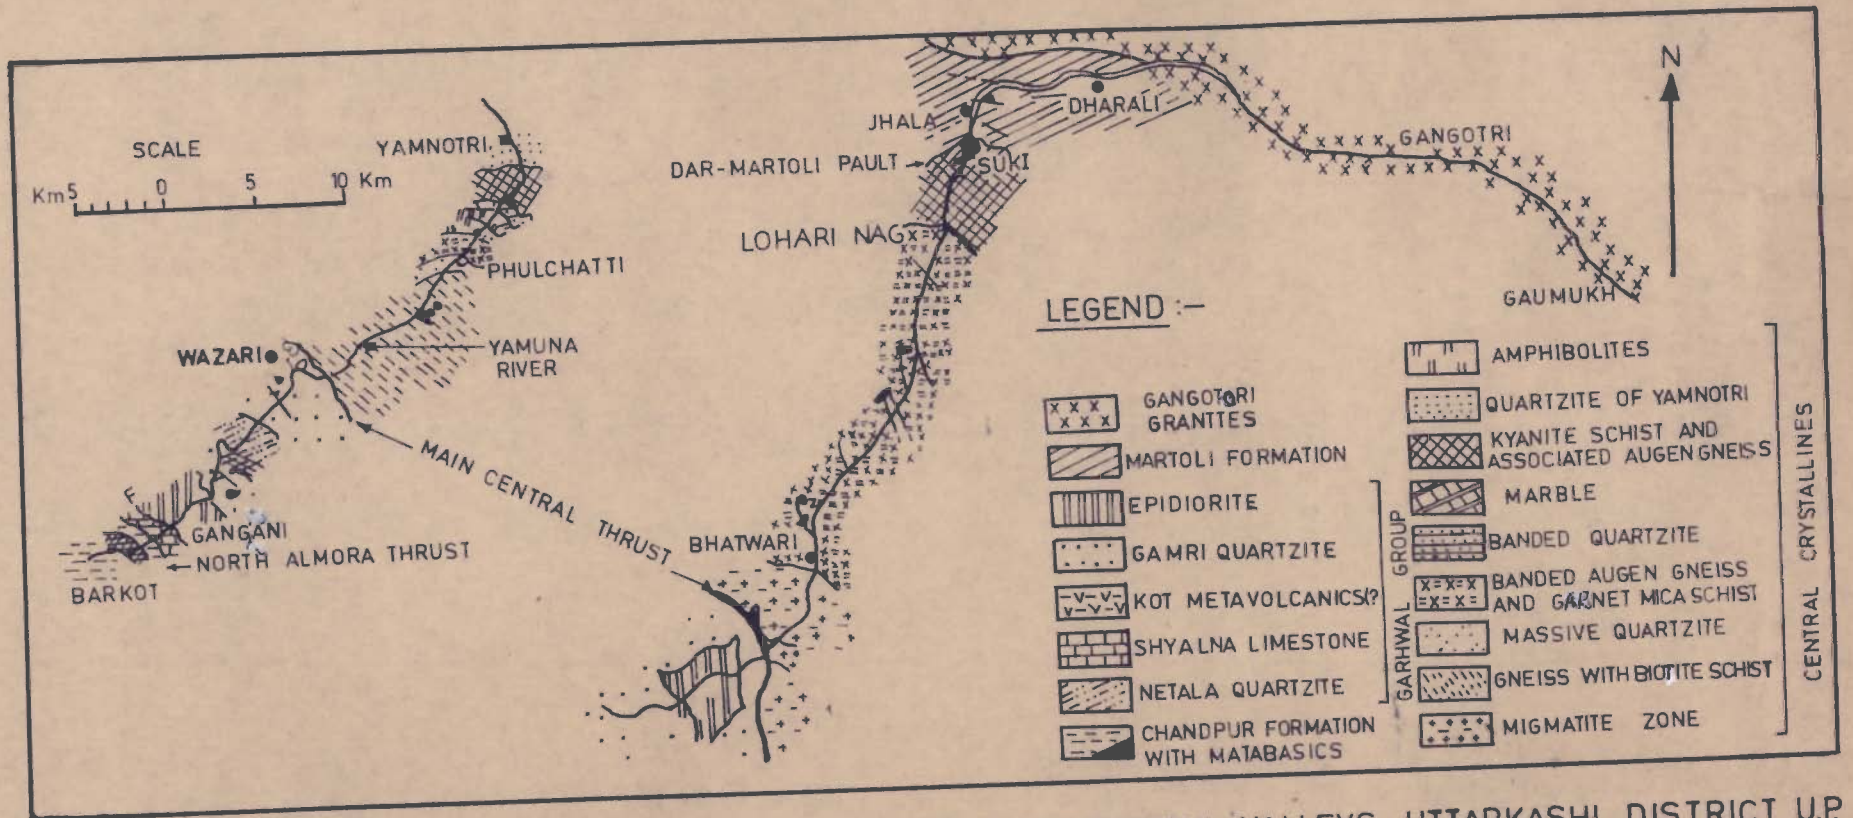 SCALE
Km 5 0 5 10 Km
YAMNOTRI
PHULCHATTI
YAMUNA
RIVER
WAZARI
MAIN CENTRAL THRUST
F
GANGANI
NORTH ALMORA THRUST
BARKOT
BHATWARI
LOHARI NAG
DAR-MARTOLI PAULT
JHALA
SUKI
DHARALI
GANGOTRI
GAUMUKH
N
LEGEND :-
GANGOTORI
GRANTTES
MARTOLI FORMATION
EPIDIORITE
GAMRI QUARTZITE
KOT METAVOLCANICS(?
SHYALNA LIMESTONE
NETALA QUARTZITE
CHANDPUR FORMATION
WITH MATABASICS
GARHWAL GROUP
AMPHIBOLITES
QUARTZITE OF YAMNOTRI
KYANITE SCHIST AND
ASSOCIATED AUGEN GNEISS
MARBLE
BANDED QUARTZITE
BANDED AUGEN GNEISS
AND GARNET MICA SCHIST
MASSIVE QUARTZITE
GNEISS WITH BIOTITE SCHIST
MIGMATITE ZONE
CENTRAL CRYSTALLINES
VALLEYS, UTTARKASHI DISTRICT U.P.